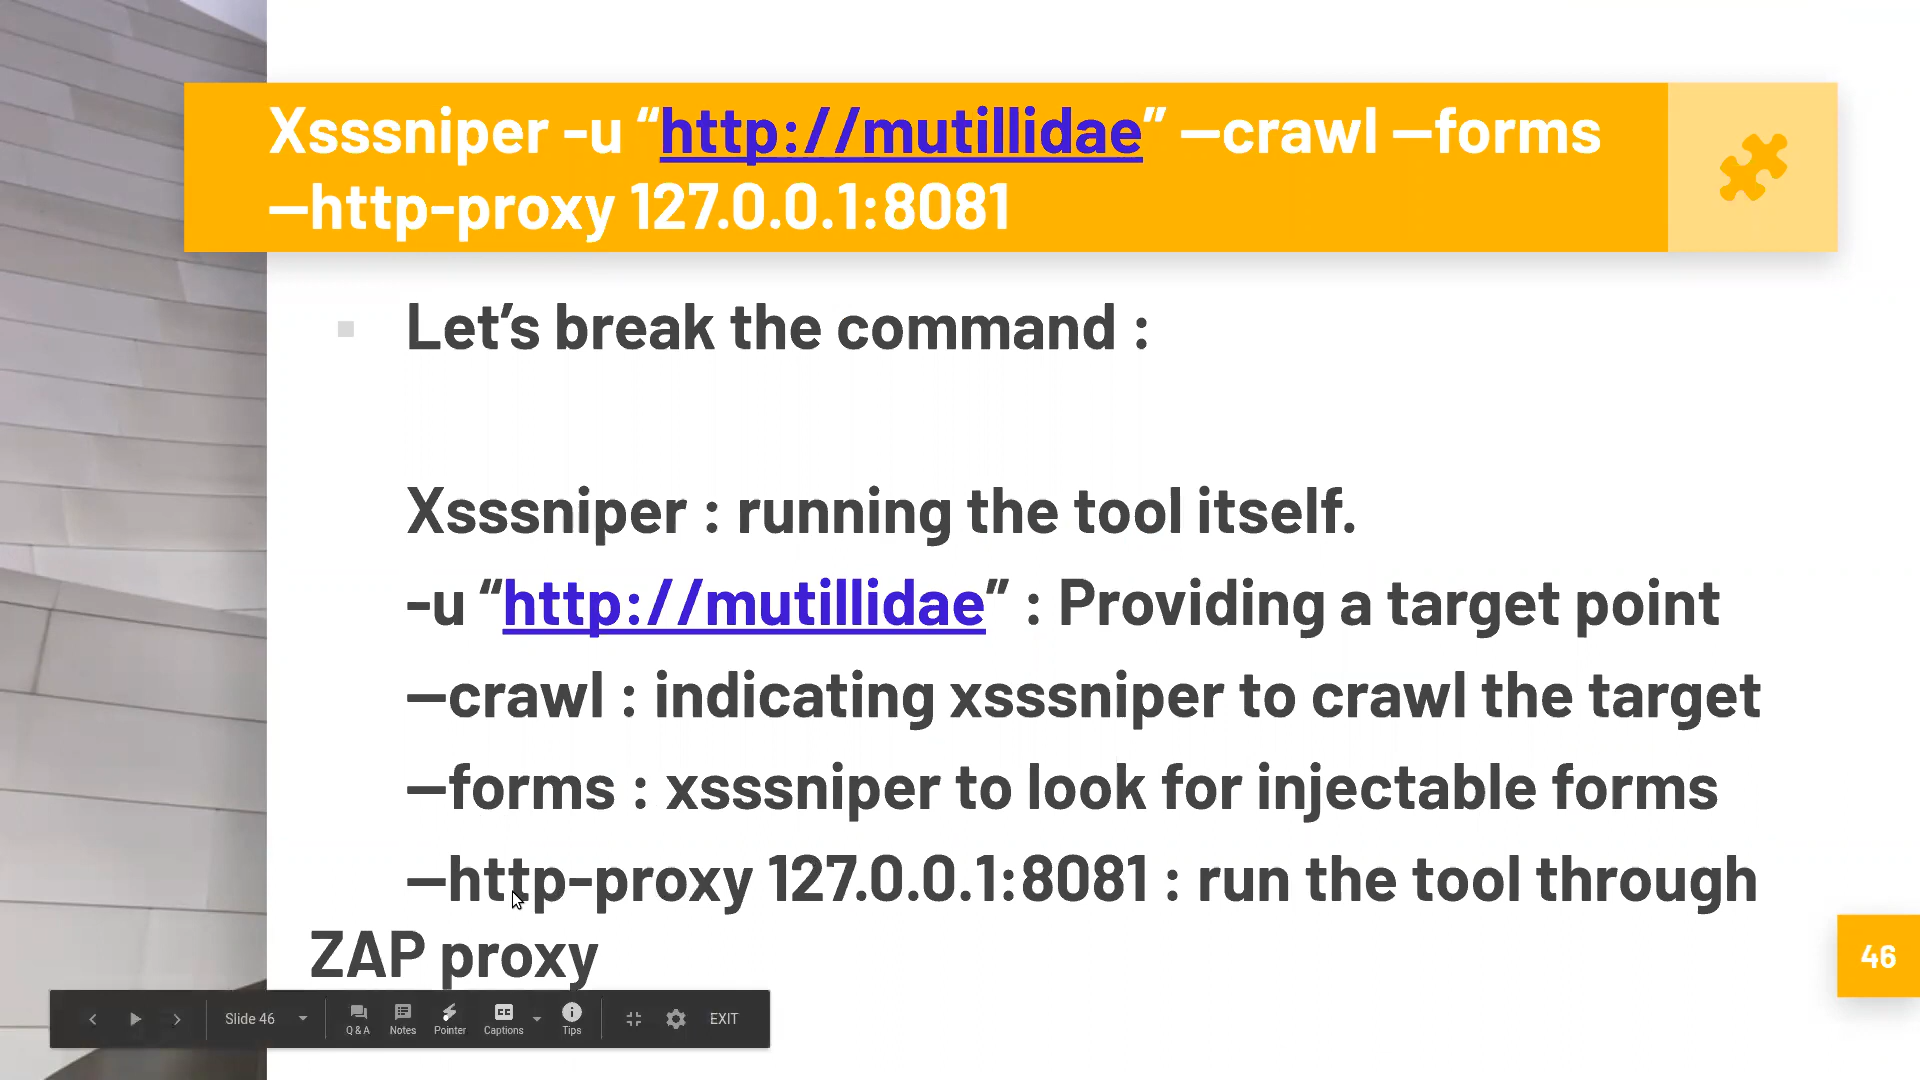 Xsssniper -u “http://mutillidae” —crawl —forms
—http-proxy 127.0.0.1:8081
Let’s break the command :
Xsssniper : running the tool itself.
-u “http://mutillidae” : Providing a target point
—crawl : indicating xsssniper to crawl the target
—forms : xsssniper to look for injectable forms
—http-proxy 127.0.0.1:8081 : run the tool through
ZAP proxy
46
Slide 46
Q & A
Notes
Pointer
CC
Captions
Tips
EXIT